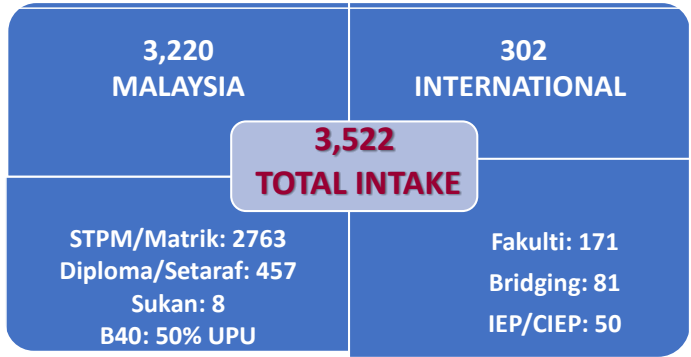 3,220
MALAYSIA
302
INTERNATIONAL
3,522
TOTAL INTAKE
STPM/Matrik: 2763
Diploma/Setaraf: 457
Sukan: 8
B40: 50% UPU
Fakulti: 171
Bridging: 81
IEP/CIEP: 50